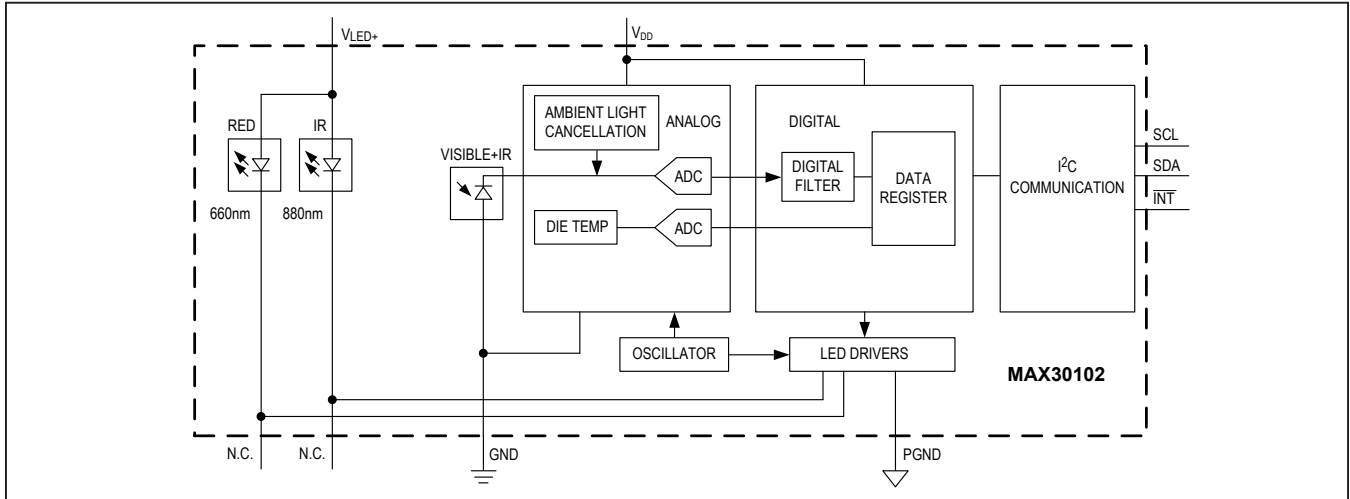 VLED+
VDD
RED
IR
660nm
880nm
VISIBLE+IR
AMBIENT LIGHT
CANCELLATION
ANALOG
ADC
DIE TEMP
ADC
DIGITAL
DIGITAL
FILTER
DATA
REGISTER
I2C
COMMUNICATION
SCL
SDA
INT
OSCILLATOR
LED DRIVERS
MAX30102
N.C.
N.C.
GND
PGND